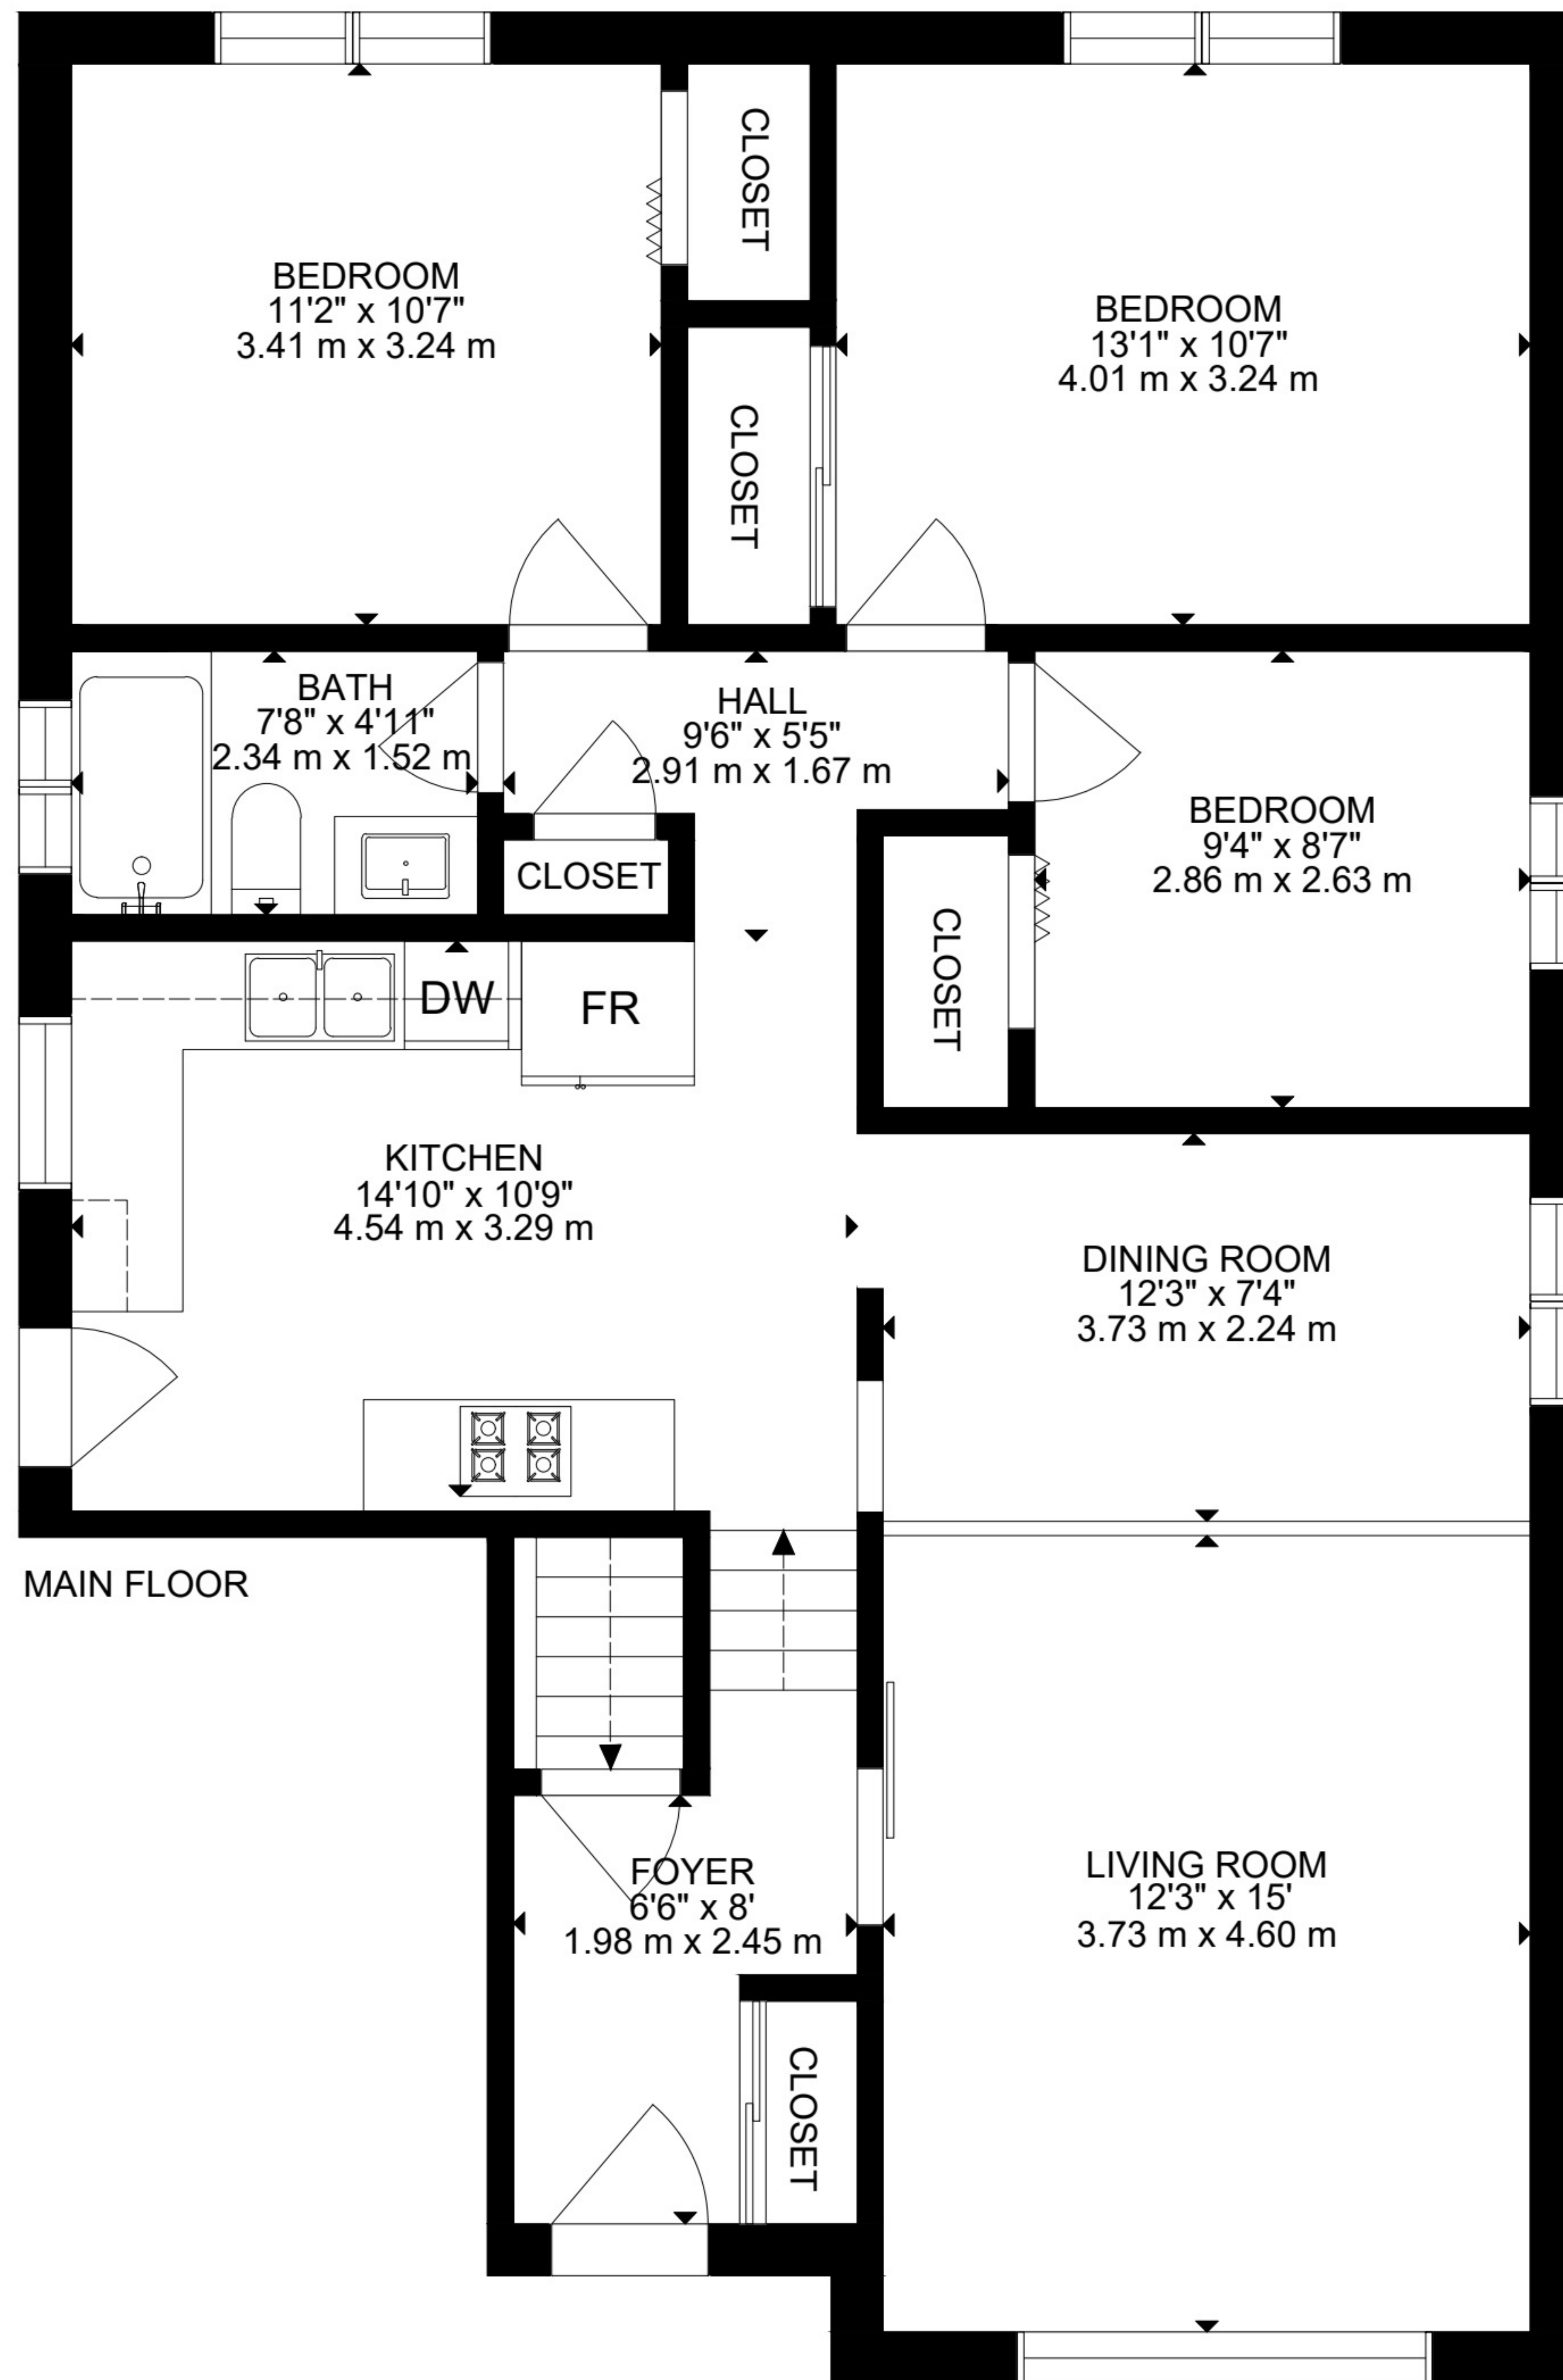 CLOSET
BEDROOM
11'2" x 10'7"
3.41 m x 3.24 m
BEDROOM
13'1" x 10'7"
4.01 m x 3.24 m
CLOSET
BATH
7'8" x 4'11"
2.34 m x 1.52 m
HALL
9'6" x 5'5"
2.91 m x 1.67 m
BEDROOM
9'4" x 8'7"
2.86 m x 2.63 m
CLOSET
CLOSET
DW
FR
KITCHEN
14'10" x 10'9"
4.54 m x 3.29 m
DINING ROOM
12'3" x 7'4"
3.73 m x 2.24 m
MAIN FLOOR
FOYER
6'6" x 8'
1.98 m x 2.45 m
LIVING ROOM
12'3" x 15'
3.73 m x 4.60 m
CLOSET